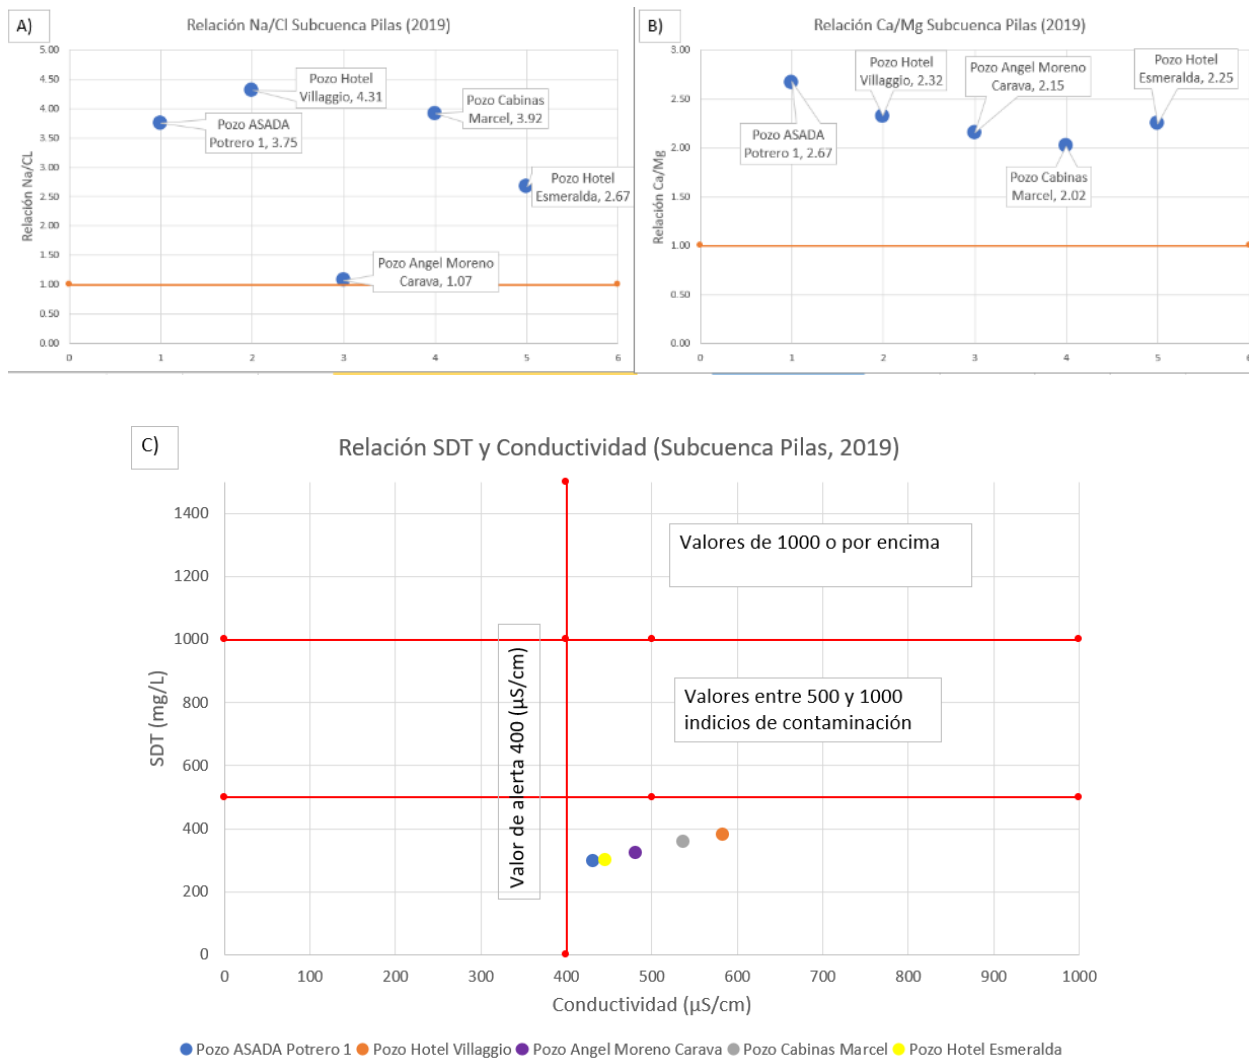 A)
Relación Na/Cl Subcuenca Pilas (2019)
5.00
4.50
4.00
3.50
3.00
2.50
2.00
1.50
1.00
0.50
0.00
Relación Na/CL
Pozo Hotel
Villaggio, 4.31
Pozo ASADA
Potrero 1, 3.75
Pozo Cabinas
Marcel, 3.92
Pozo Hotel
Esmeralda, 2.67
Pozo Angel Moreno
Carava, 1.07
0 1 2 3 4 5 6
B)
Relación Ca/Mg Subcuenca Pilas (2019)
3.00
2.50
2.00
1.50
1.00
0.50
0.00
Relación Ca/Mg
Pozo Hotel
Villaggio, 2.32
Pozo Angel Moreno
Carava, 2.15
Pozo Hotel
Esmeralda, 2.25
Pozo ASADA
Potrero 1, 2.67
Pozo Cabinas
Marcel, 2.02
0 1 2 3 4 5 6
C)
Relación SDT y Conductividad (Subcuenca Pilas, 2019)
1400
1200
1000
800
600
400
200
0
SDT (mg/L)
Valores de 1000 o por encima
Valor de alerta 400 (µS/cm)
Valores entre 500 y 1000
indicios de contaminación
0 100 200 300 400 500 600 700 800 900 1000
Conductividad (µS/cm)
Pozo ASADA Potrero 1 Pozo Hotel Villaggio Pozo Angel Moreno Carava Pozo Cabinas Marcel Pozo Hotel Esmeralda